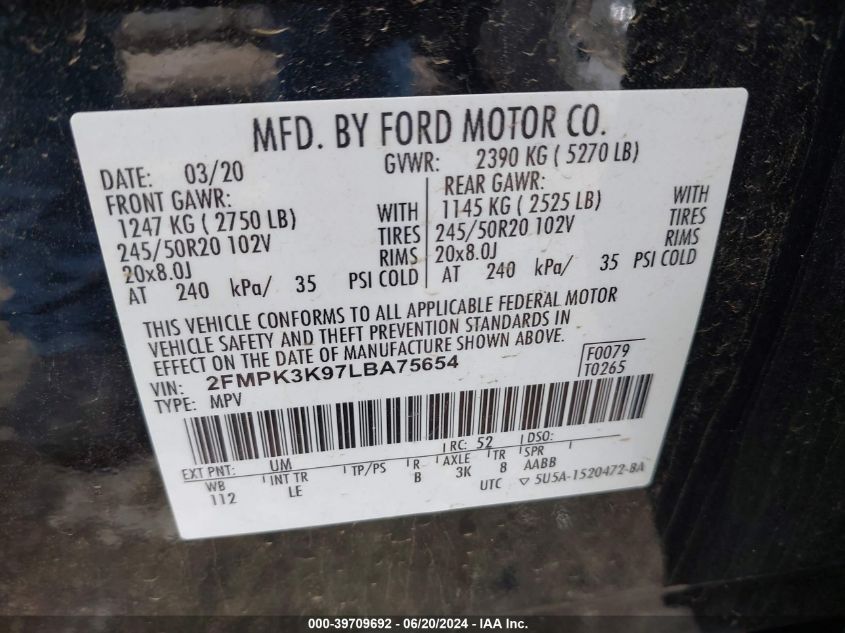 MFD. BY FORD MOTOR CO.
DATE: 03/20 GVWR: 2390 KG ( 5270 LB)
FRONT GAWR: REAR GAWR:
1247 KG ( 2750 LB) WITH 1145 KG ( 2525 LB) WITH
245/50R20 102V TIRES 245/50R20 102V TIRES
20x8.0J RIMS 20x8.0J RIMS
AT 240 kPa/ 35 PSI COLD AT 240 kPa/ 35 PSI COLD
THIS VEHICLE CONFORMS TO ALL APPLICABLE FEDERAL MOTOR
VEHICLE SAFETY AND THEFT PREVENTION STANDARDS IN
EFFECT ON THE DATE OF MANUFACTURE SHOWN ABOVE.
VIN: 2FMPK3K97LBA75654 F0079
TYPE: MPV T0265
EXT PNT: UM RC: 52 DSO:
WB INT TR TP/PS R AXLE TR SPR
112 LE B 3K 8 AABB
UTC ▽ 5U5A-1520472-BA
000-39709692 - 06/20/2024 - IAA Inc.